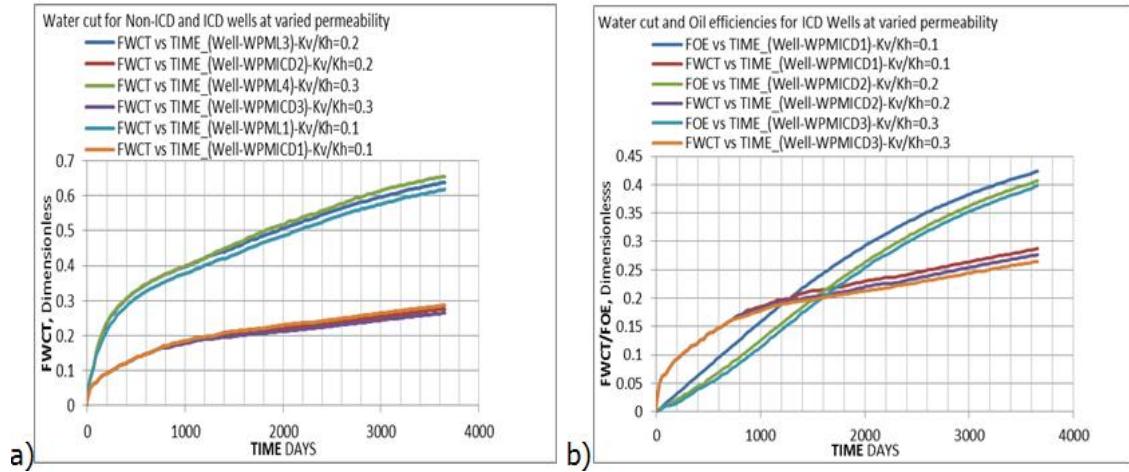 Water cut for Non-ICD and ICD wells at varied permeability
FWCT vs TIME_(Well-WPML3)-Kv/Kh=0.2
FWCT vs TIME_(Well-WPMICD2)-Kv/Kh=0.2
FWCT vs TIME_(Well-WPML4)-Kv/Kh=0.3
FWCT vs TIME_(Well-WPMICD3)-Kv/Kh=0.3
FWCT vs TIME_(Well-WPML1)-Kv/Kh=0.1
FWCT vs TIME_(Well-WPMICD1)-Kv/Kh=0.1
0.7
0.6
0.5
0.4
0.3
0.2
0.1
0
FWCT, Dimensionless
0 1000 2000 3000 4000
TIME DAYS
a)
Water cut and Oil efficiencies for ICD Wells at varied permeability
FOE vs TIME_(Well-WPMICD1)-Kv/Kh=0.1
FWCT vs TIME_(Well-WPMICD1)-Kv/Kh=0.1
FOE vs TIME_(Well-WPMICD2)-Kv/Kh=0.2
FWCT vs TIME_(Well-WPMICD2)-Kv/Kh=0.2
FOE vs TIME_(Well-WPMICD3)-Kv/Kh=0.3
FWCT vs TIME_(Well-WPMICD3)-Kv/Kh=0.3
0.45
0.4
0.35
0.3
0.25
0.2
0.15
0.1
0.05
0
FWCT/FOE, Dimensionless
0 1000 2000 3000 4000
TIME DAYS
b)